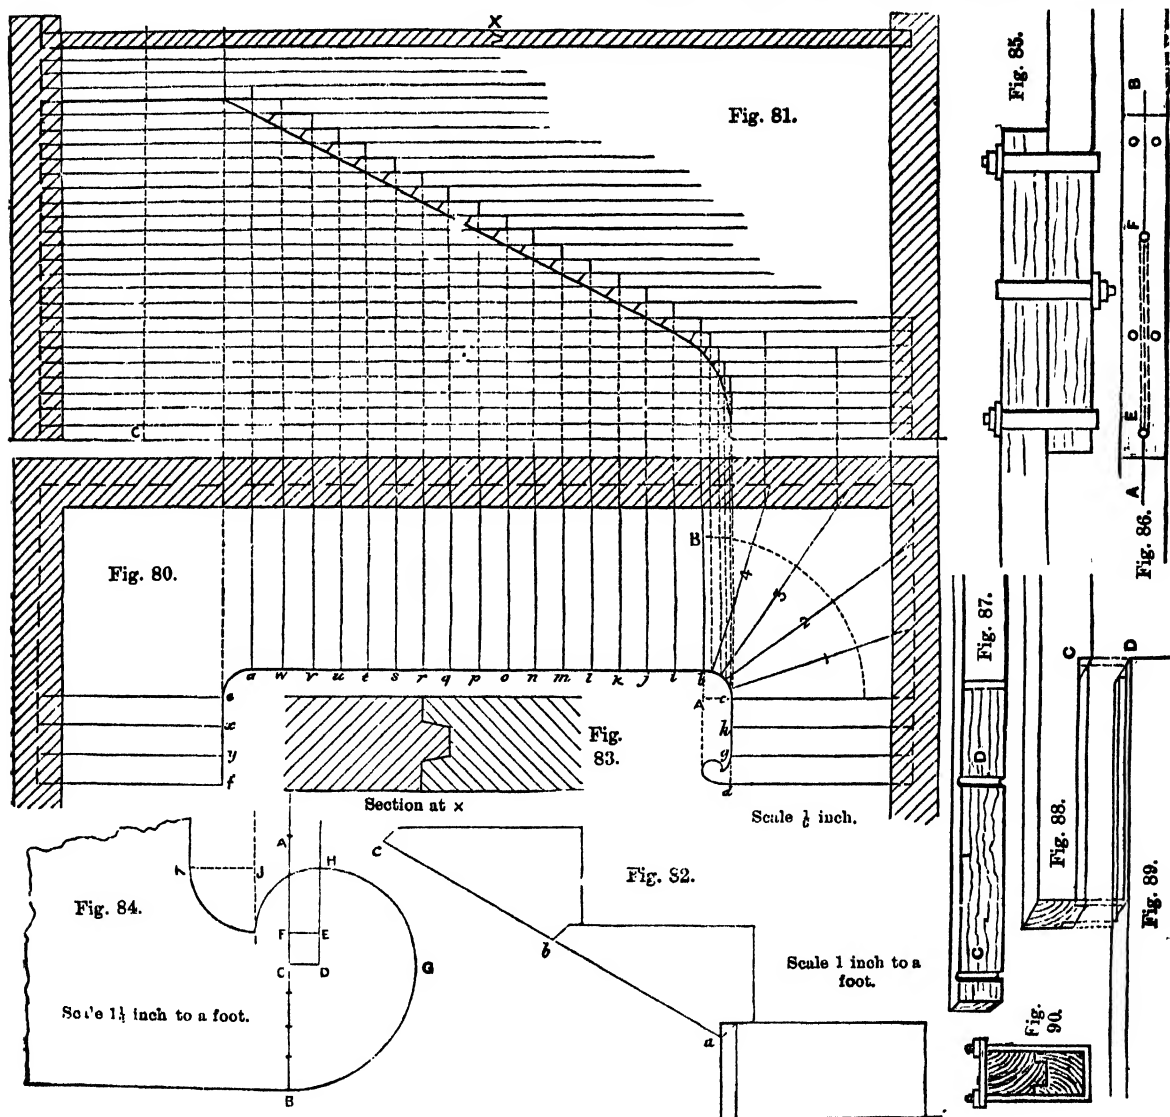 X
Fig. 81.
C
Fig. 80.
B
4
3
2
1
a w v u t s r q p o n m l k j i b
e
x
y
f
A c
h
g
d
Fig.
83.
Section at x
Scale ⅙ inch.
Fig. 84.
7 J
A
H
F E
C D
G
B
Scale 1½ inch to a foot.
Fig. 82.
c
b
a
Scale 1 inch to a
foot.
Fig. 85.
A E F B
Fig. 86.
Fig. 87.
C D
Fig. 88.
C D
Fig. 89.
Fig.
90.